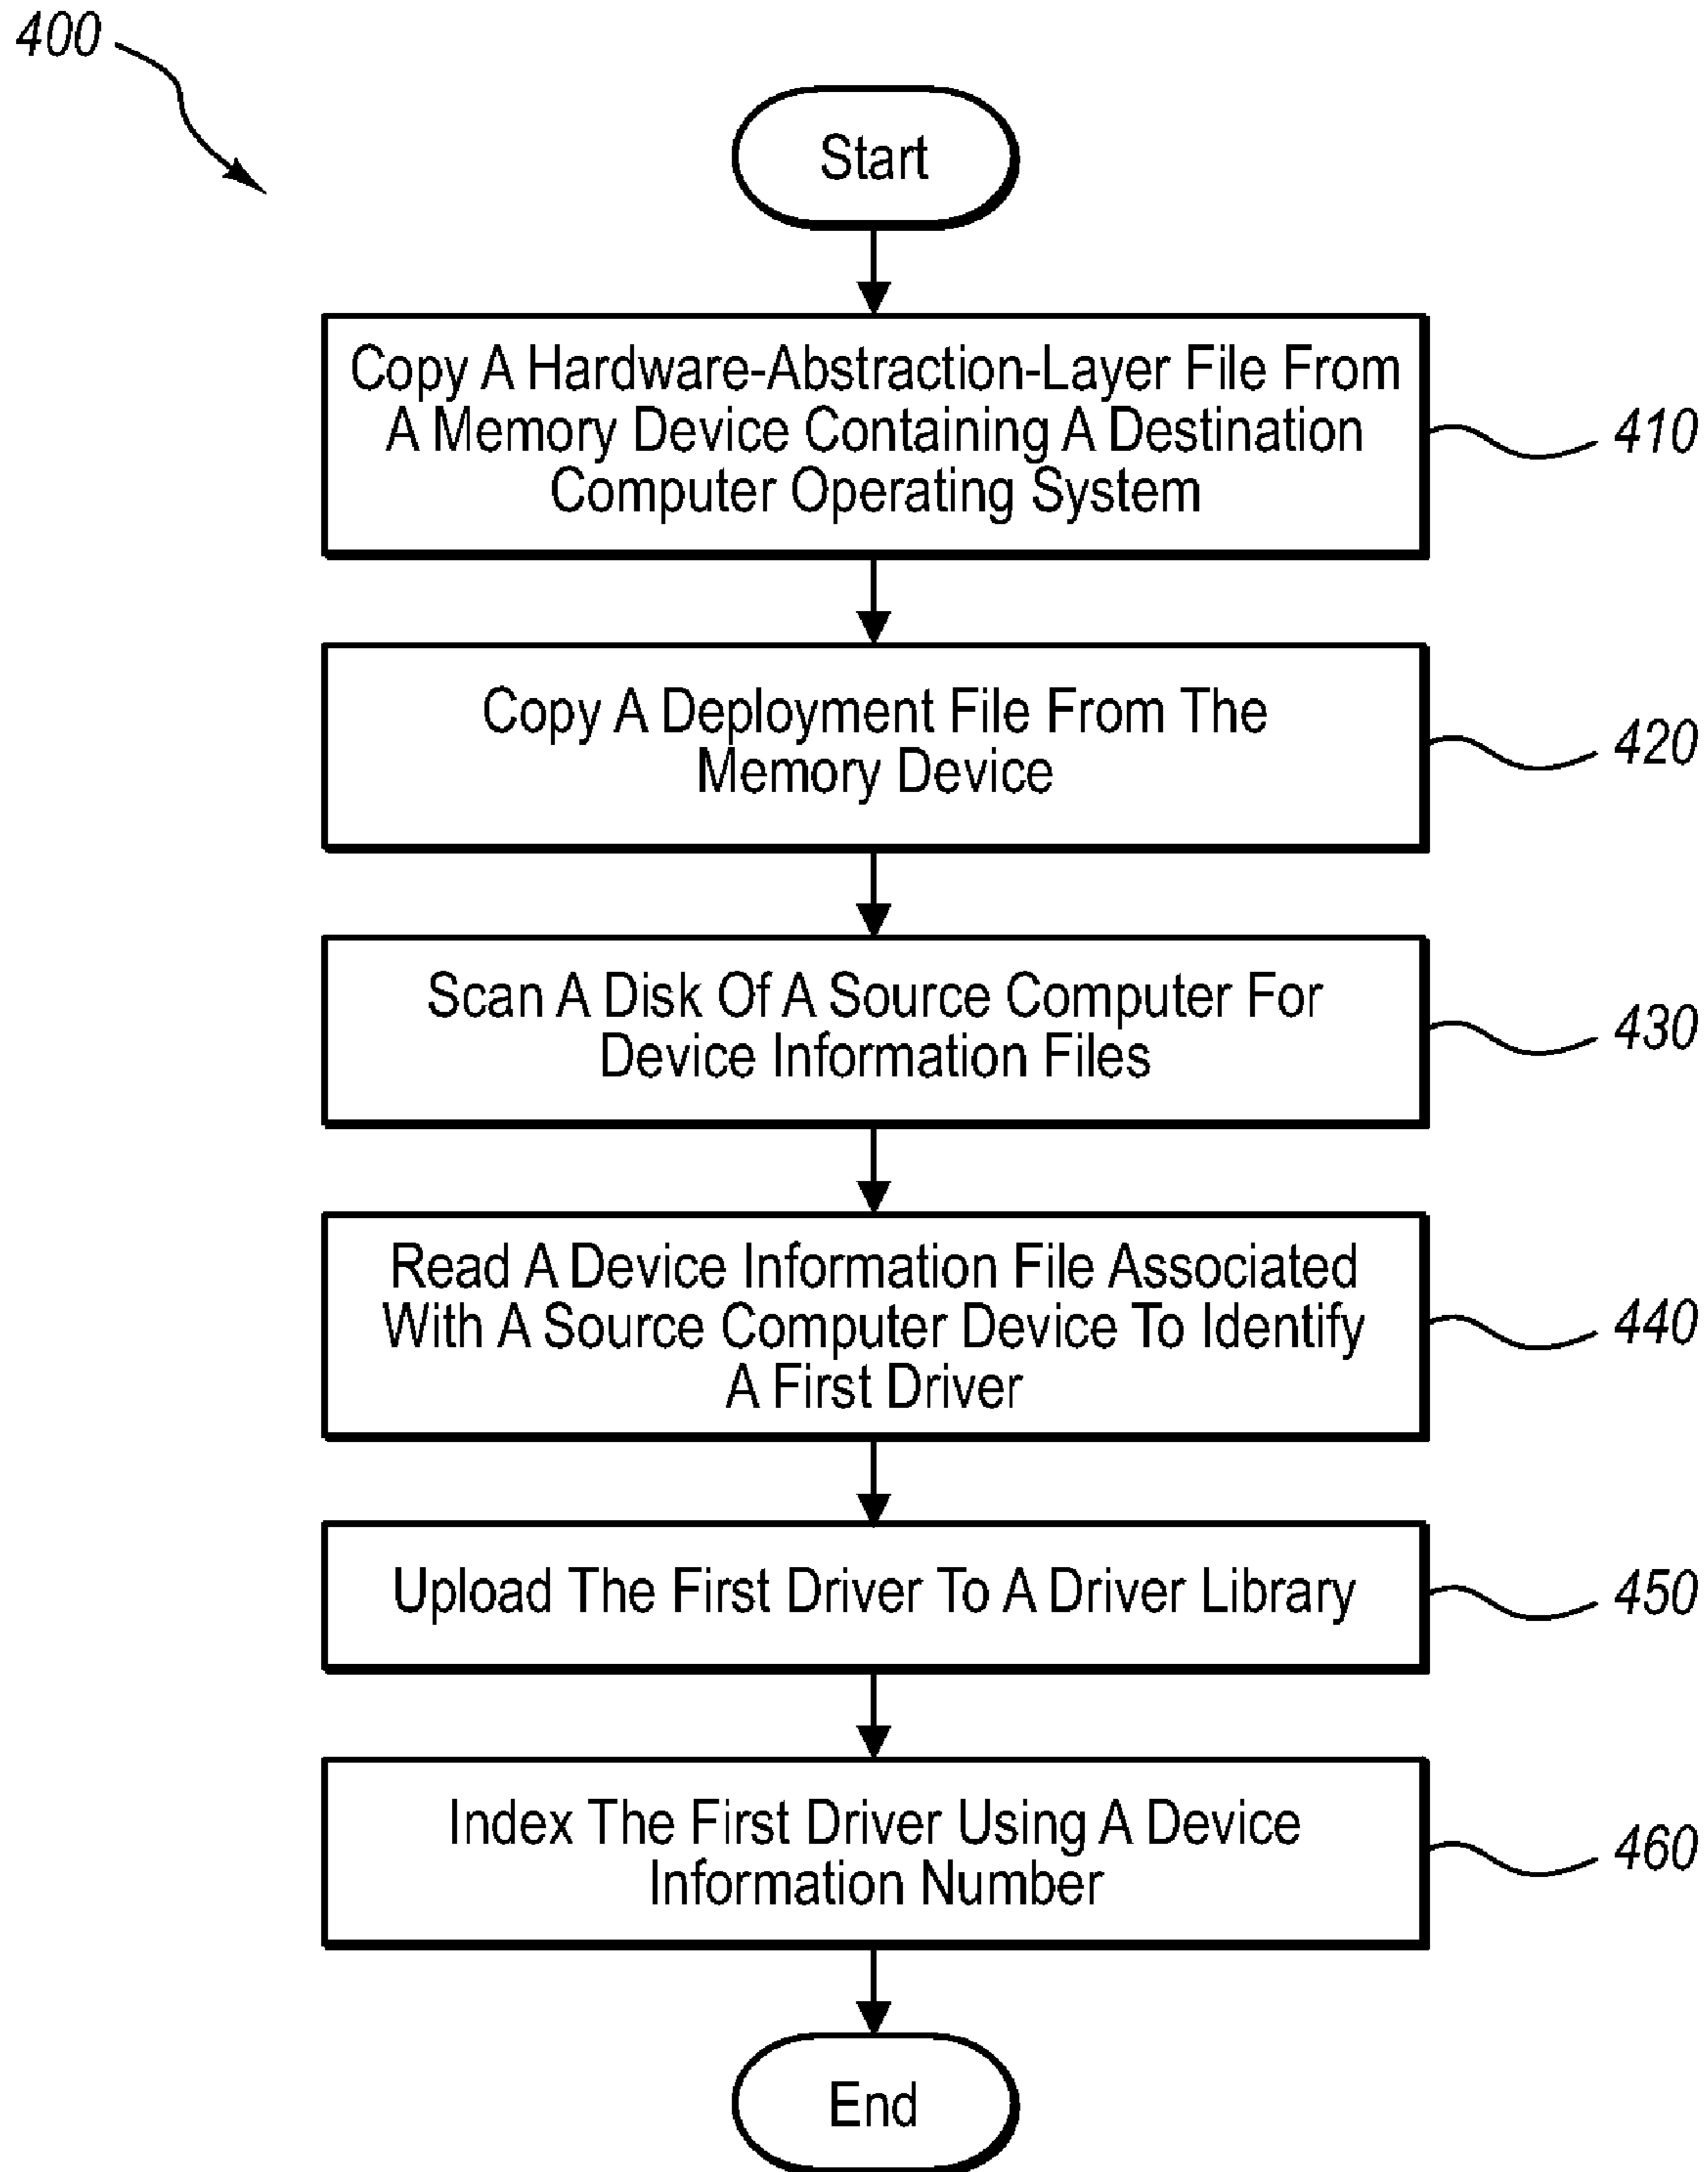 400
Start
Copy A Hardware-Abstraction-Layer File From
A Memory Device Containing A Destination
Computer Operating System
410
Copy A Deployment File From The
Memory Device
420
Scan A Disk Of A Source Computer For
Device Information Files
430
Read A Device Information File Associated
With A Source Computer Device To Identify
A First Driver
440
Upload The First Driver To A Driver Library
450
Index The First Driver Using A Device
Information Number
460
End